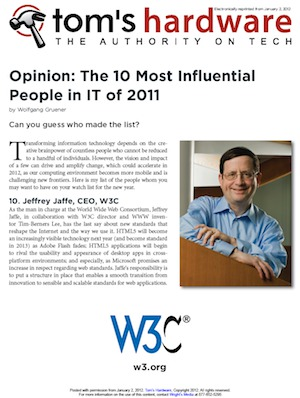 Electronically reprinted from January 2, 2012
tom's hardware
THE AUTHORITY ON TECH
Opinion: The 10 Most Influential
People in IT of 2011
by Wolfgang Gruener
Can you guess who made the list?
Transforming information technology depends on the cre-
ative brainpower of countless people who cannot be reduced
to a handful of individuals. However, the vision and impact
of a few can drive and amplify change, which could accelerate in
2012, as our computing environment becomes more mobile and is
challenging new frontiers. Here is my list of the people whom you
may want to have on your watch list for the new year.
10. Jeffrey Jaffe, CEO, W3C
As the man in charge at the World Wide Web Consortium, Jeffrey
Jaffe, in collaboration with W3C director and WWW inven-
tor Tim Berners Lee, has the last say about new standards that
reshape the Internet and the way we use it. HTML5 will become
an increasingly visible technology next year (and become standard
in 2013) as Adobe Flash fades; HTML5 applications will begin
to rival the usability and appearance of desktop apps in cross-
platform environments; and especially, as Microsoft promises an
increase in respect regarding web standards. Jaffe's responsibility is
to put a structure in place that enables a smooth transition from
innovation to sensible and scalable standards for web applications.
W3C®
w3.org
Posted with permission from January 2, 2012. Tom's Hardware, Copyright 2012. All rights reserved.
For more information on the use of this content, contact Wright's Media at 877-652-5295